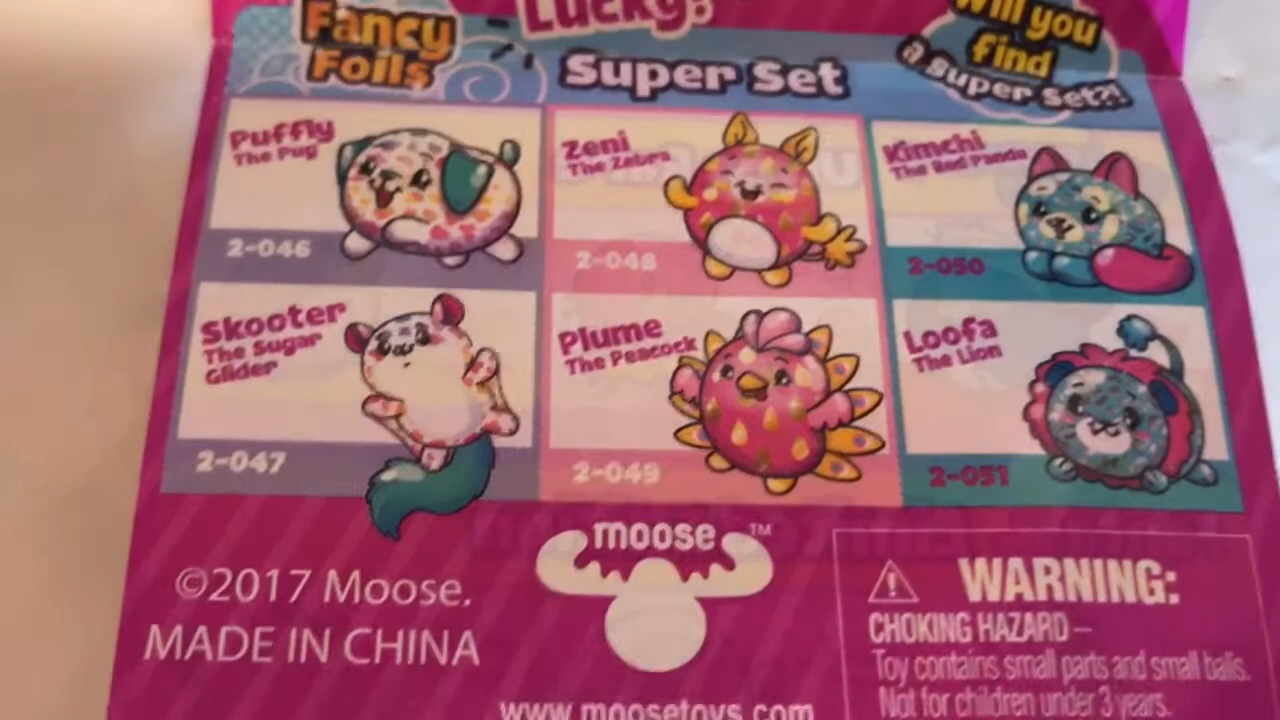 Lucky?
Fancy
Foils
Super Set
Will you
find
a super set?!
Puffly
The Pug
2-046
Zeni
The Zebra
2-048
Kimchi
The Red Panda
2-050
Skooter
The Sugar
Glider
2-047
Plume
The Peacock
2-049
Loofa
The Lion
2-051
©2017 Moose.
MADE IN CHINA
moose™
www.moosetoys.com
WARNING:
CHOKING HAZARD –
Toy contains small parts and small balls.
Not for children under 3 years.